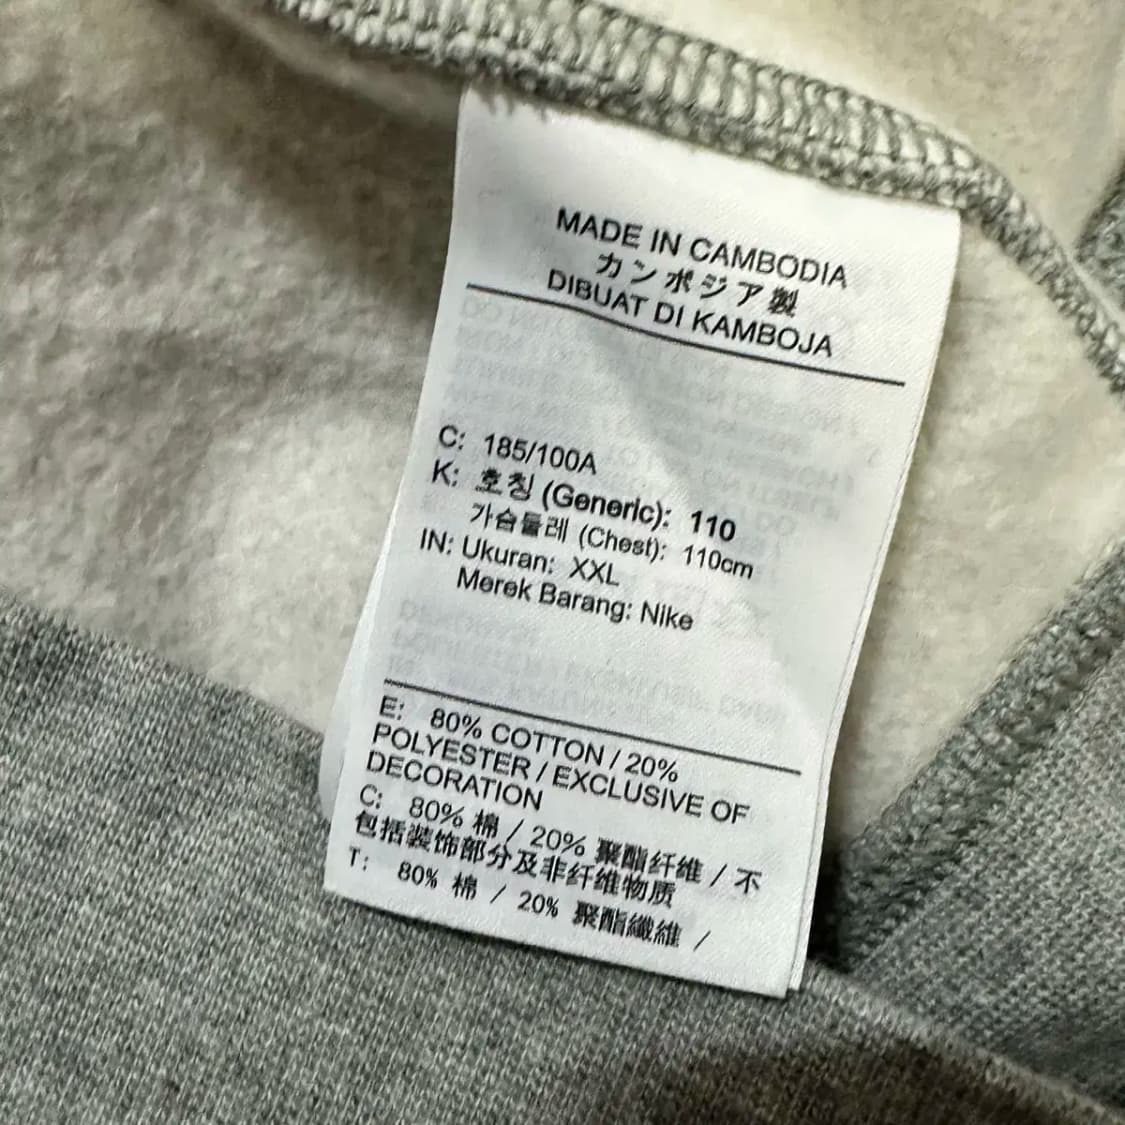 MADE IN CAMBODIA
カンボジア製
DIBUAT DI KAMBOJA
C: 185/100A
K: 호칭 (Generic): 110
가슴둘레 (Chest): 110cm
IN: Ukuran: XXL
Merek Barang: Nike
E: 80% COTTON / 20%
POLYESTER / EXCLUSIVE OF
DECORATION
C: 80% 棉 / 20% 聚酯纤维 / 不
包括装饰部分及非纤维物质
T: 80% 棉 / 20% 聚酯纖維 /